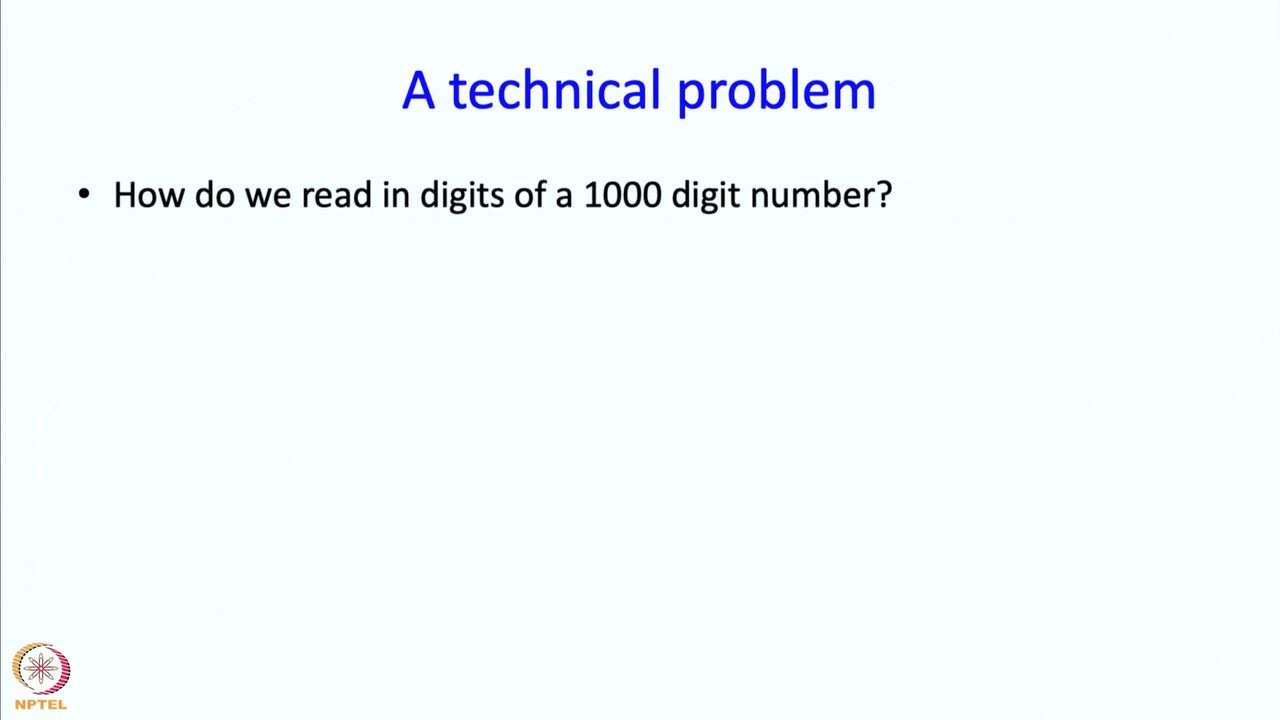 A technical problem
• How do we read in digits of a 1000 digit number?
NPTEL